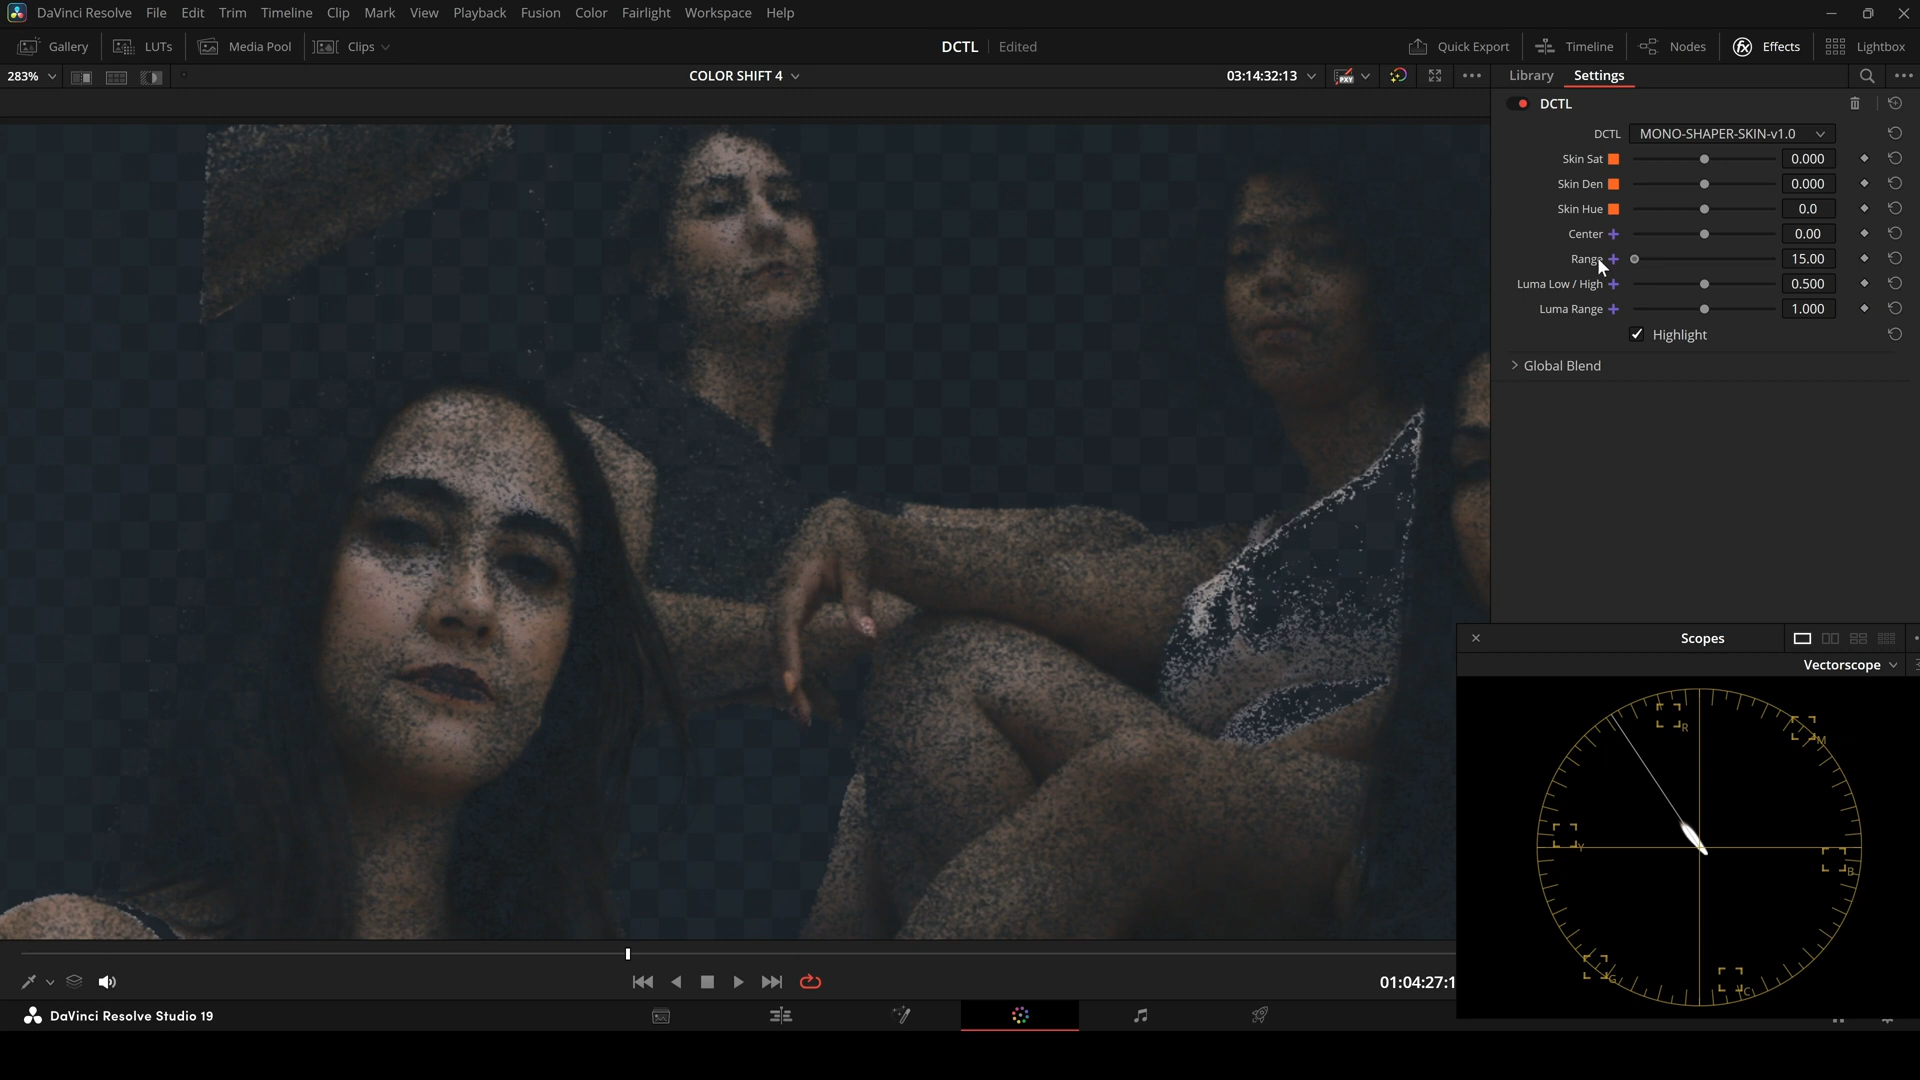 DaVinci Resolve File Edit Trim Timeline Clip Mark View Playback Fusion Color Fairlight Workspace Help
Gallery LUTs Media Pool Clips DCTL Edited Quick Export Timeline Nodes Effects Lightbox
283% COLOR SHIFT 4 03:14:32:13 PXY Library Settings
DCTL
DCTL MONO-SHAPER-SKIN-v1.0
Skin Sat 0.000
Skin Den 0.000
Skin Hue 0.0
Center 0.00
Range 15.00
Luma Low / High 0.500
Luma Range 1.000
Highlight
Global Blend
Scopes
Vectorscope
R
M
Y
B
G
C
01:04:27:1
DaVinci Resolve Studio 19